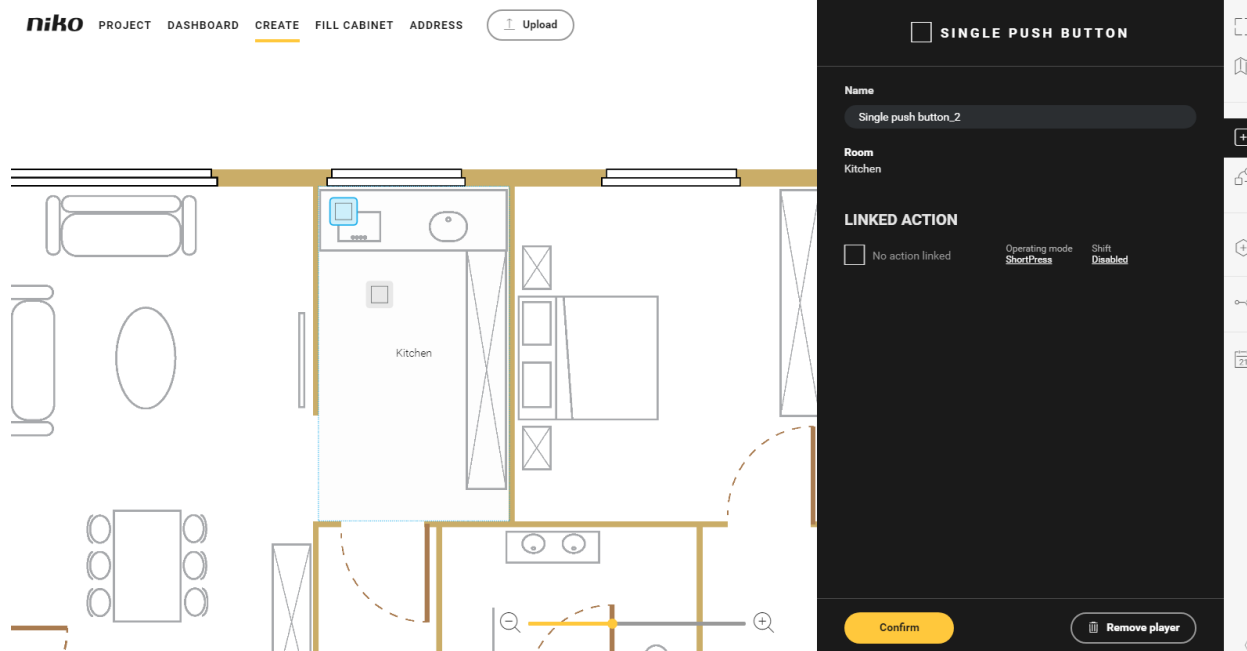 niko PROJECT DASHBOARD CREATE FILL CABINET ADDRESS Upload
SINGLE PUSH BUTTON
Name
Single push button_2
Room
Kitchen
LINKED ACTION
No action linked
Operating mode
ShortPress
Shift
Disabled
Kitchen
Confirm
Remove player
21